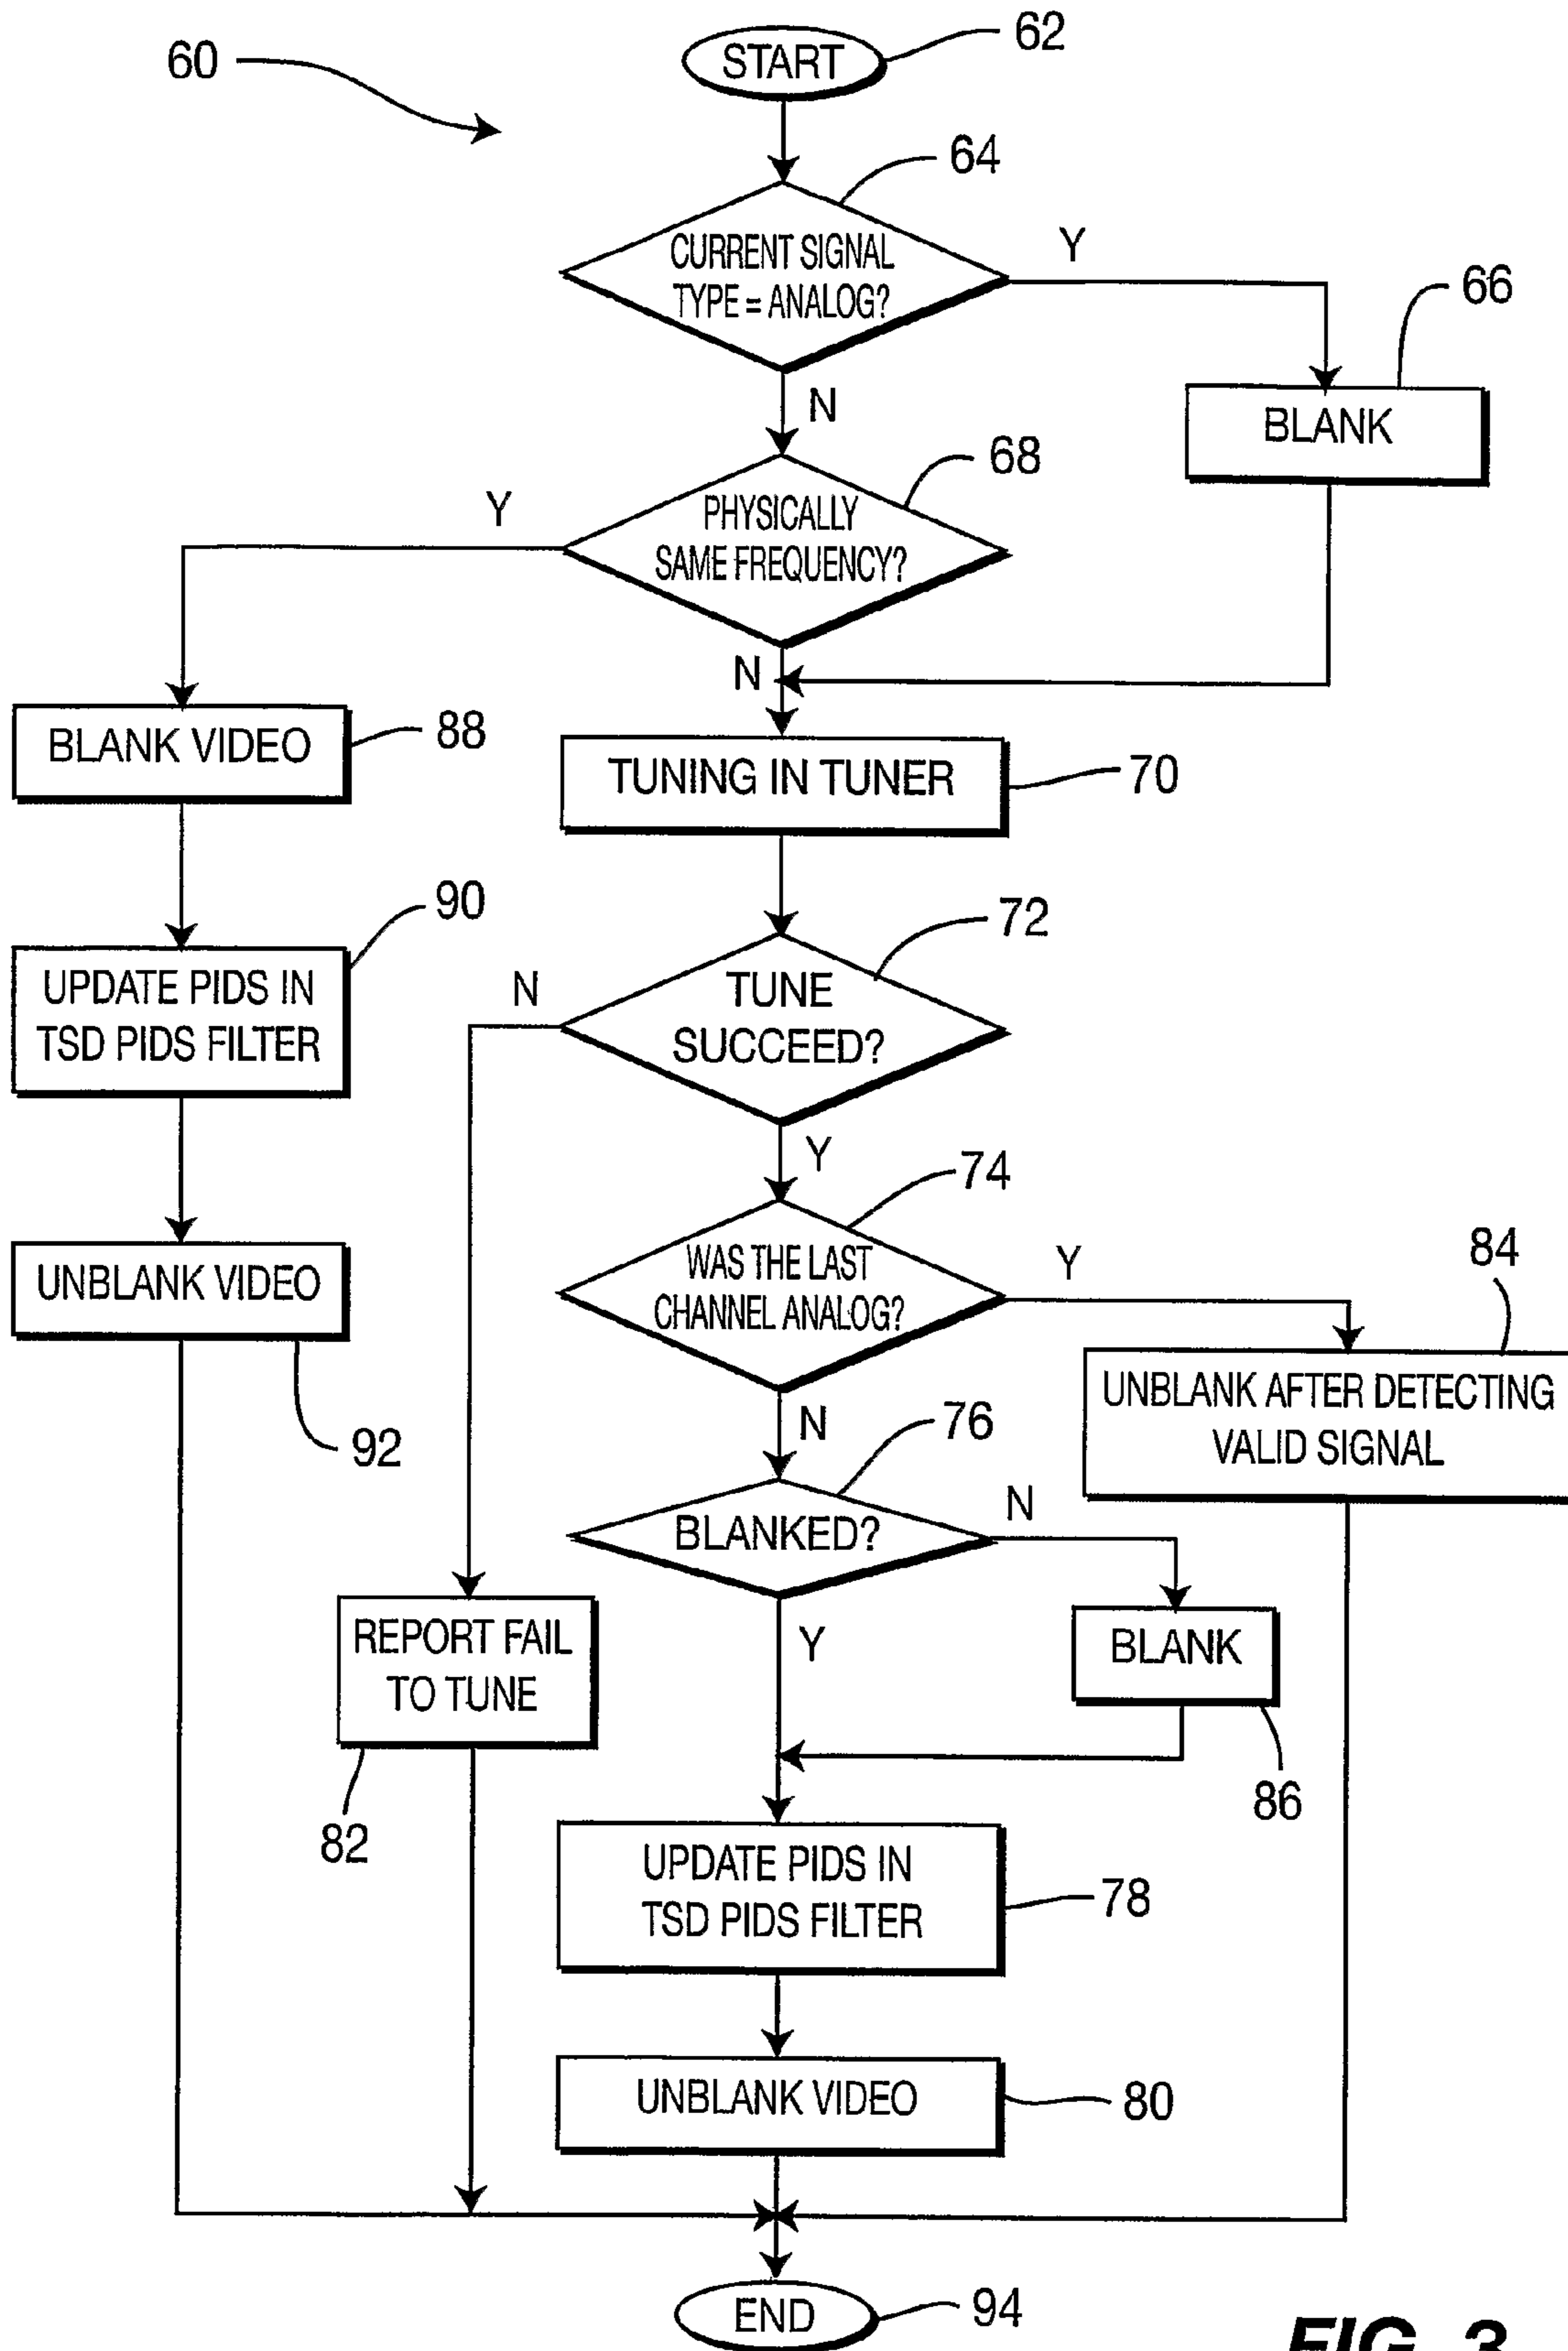 60
START
62
64
CURRENT SIGNAL
TYPE = ANALOG?
Y
66
BLANK
N
68
PHYSICALLY
SAME FREQUENCY?
Y
N
BLANK VIDEO
88
TUNING IN TUNER
70
90
UPDATE PIDS IN
TSD PIDS FILTER
72
TUNE
SUCCEED?
N
Y
74
WAS THE LAST
CHANNEL ANALOG?
Y
84
UNBLANK AFTER DETECTING
VALID SIGNAL
UNBLANK VIDEO
92
N
76
BLANKED?
N
Y
BLANK
86
REPORT FAIL
TO TUNE
82
UPDATE PIDS IN
TSD PIDS FILTER
78
UNBLANK VIDEO
80
END
94
FIG. 3